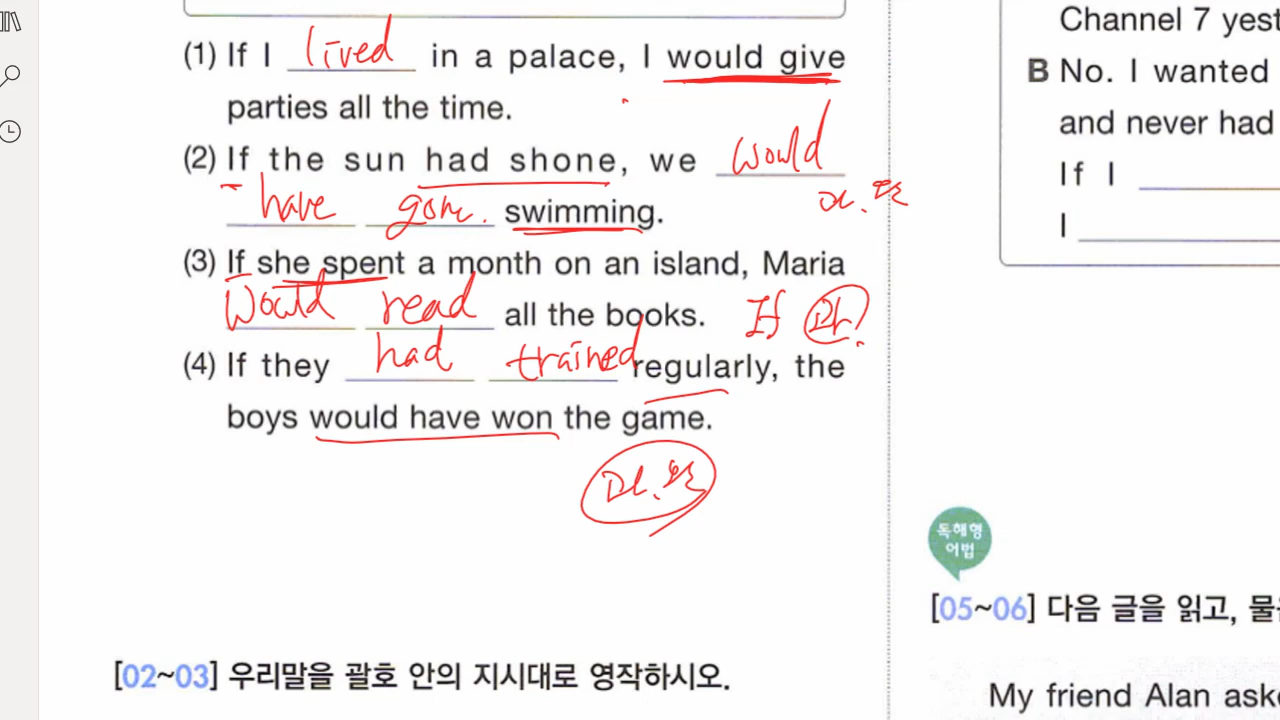 (1) If I lived in a palace, I would give
parties all the time.
(2) If the sun had shone, we would
have gone swimming.
(3) If she spent a month on an island, Maria
would read all the books. If 과
(4) If they had trained regularly, the
boys would have won the game.
[02~03] 우리말을 괄호 안의 지시대로 영작하시오.
Channel 7
B No. I wanted
and never had
If I
I
독해형
어법
[05~06] 다음 글을 읽고,
My friend Alan